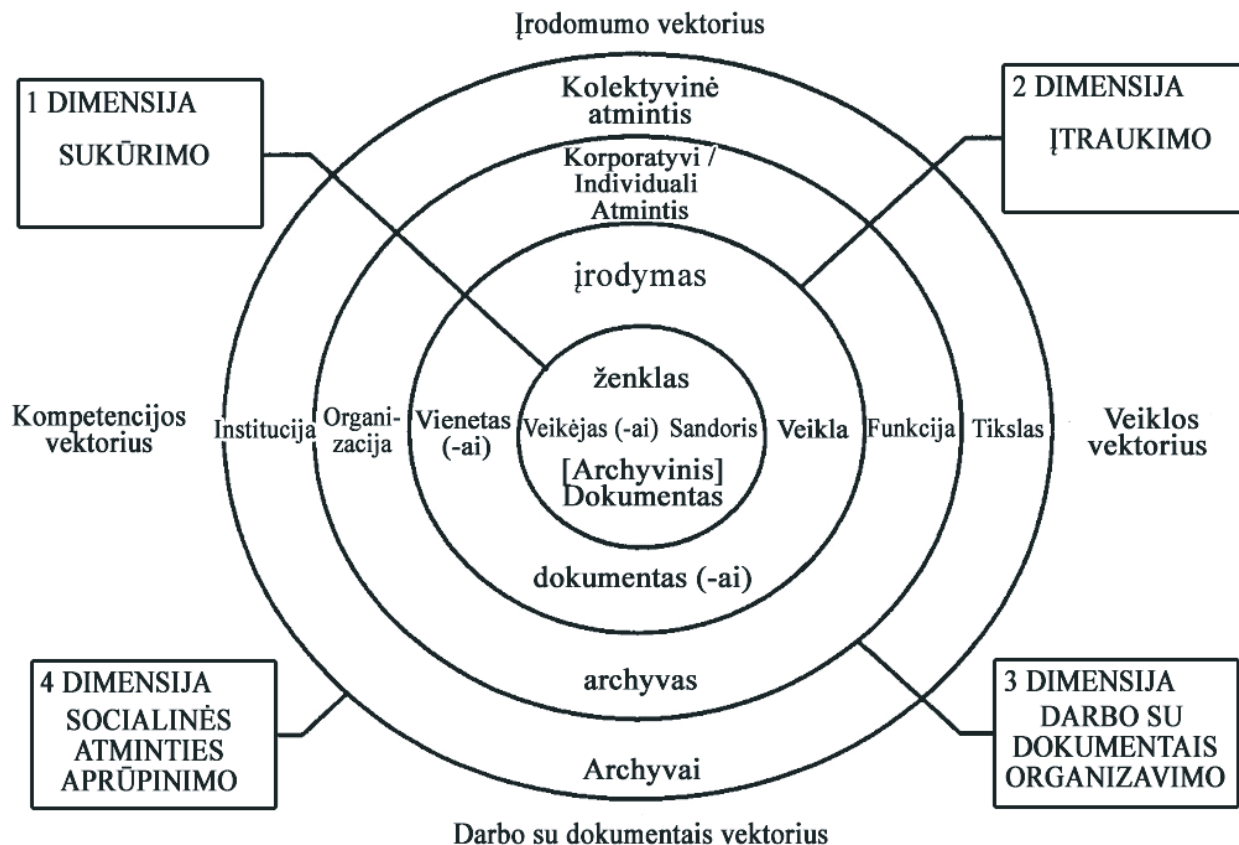 Įrodomumo vektorius
1 DIMENSIJA
SUKŪRIMO
2 DIMENSIJA
ĮTRAUKIMO
Kolektyvinė
atmintis
Korporatyvi /
Individuali
Atmintis
įrodymas
ženklas
Kompetencijos
vektorius
Institucija
Organi-
zacija
Vienetas
(-ai)
Veikėjas (-ai)
Sandoris
Veikla
Funkcija
Tikslas
Veiklos
vektorius
[Archyvinis]
Dokumentas
dokumentas (-ai)
archyvas
Archyvai
4 DIMENSIJA
SOCIALINĖS
ATMINTIES
APRŪPINIMO
3 DIMENSIJA
DARBO SU
DOKUMENTAIS
ORGANIZAVIMO
Darbo su dokumentais vektorius